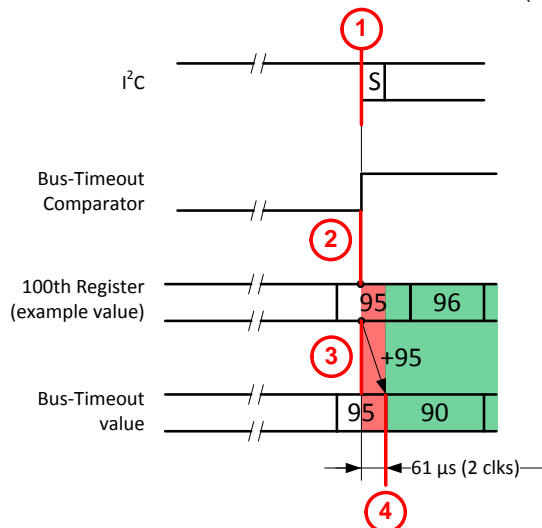 (
1
I²C
S
Bus-Timeout
Comparator
2
100th Register
(example value)
95
96
3
+95
Bus-Timeout
value
95
90
61 µs (2 clks)
4